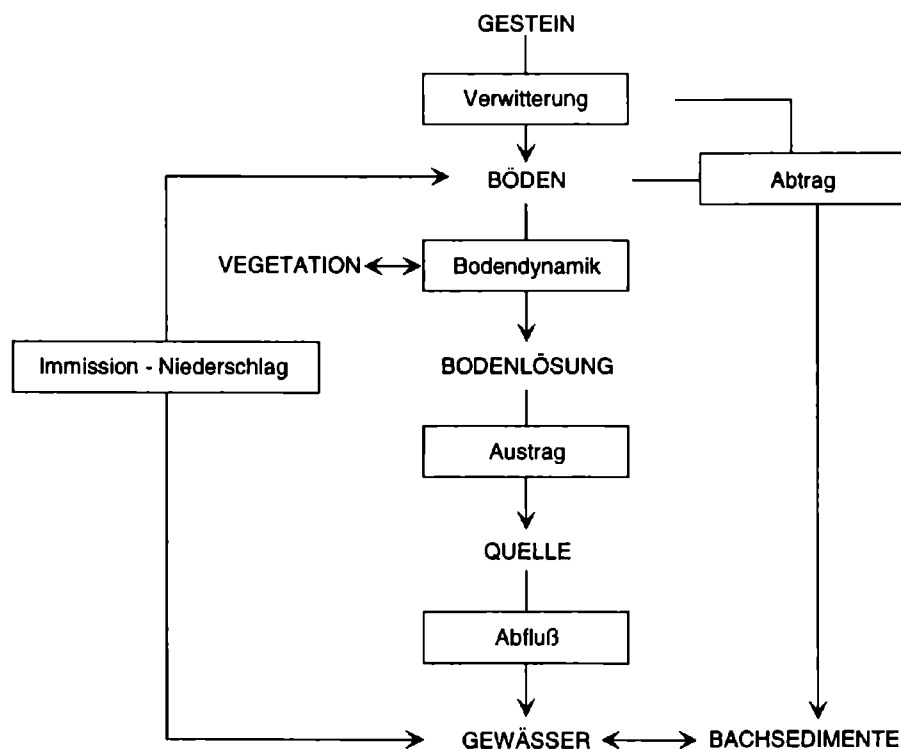 GESTEIN
Verwitterung
BÖDEN
Abtrag
VEGETATION
Bodendynamik
Immission - Niederschlag
BODENLÖSUNG
Austrag
QUELLE
Abfluß
GEWÄSSER
BACHSEDIMENTE